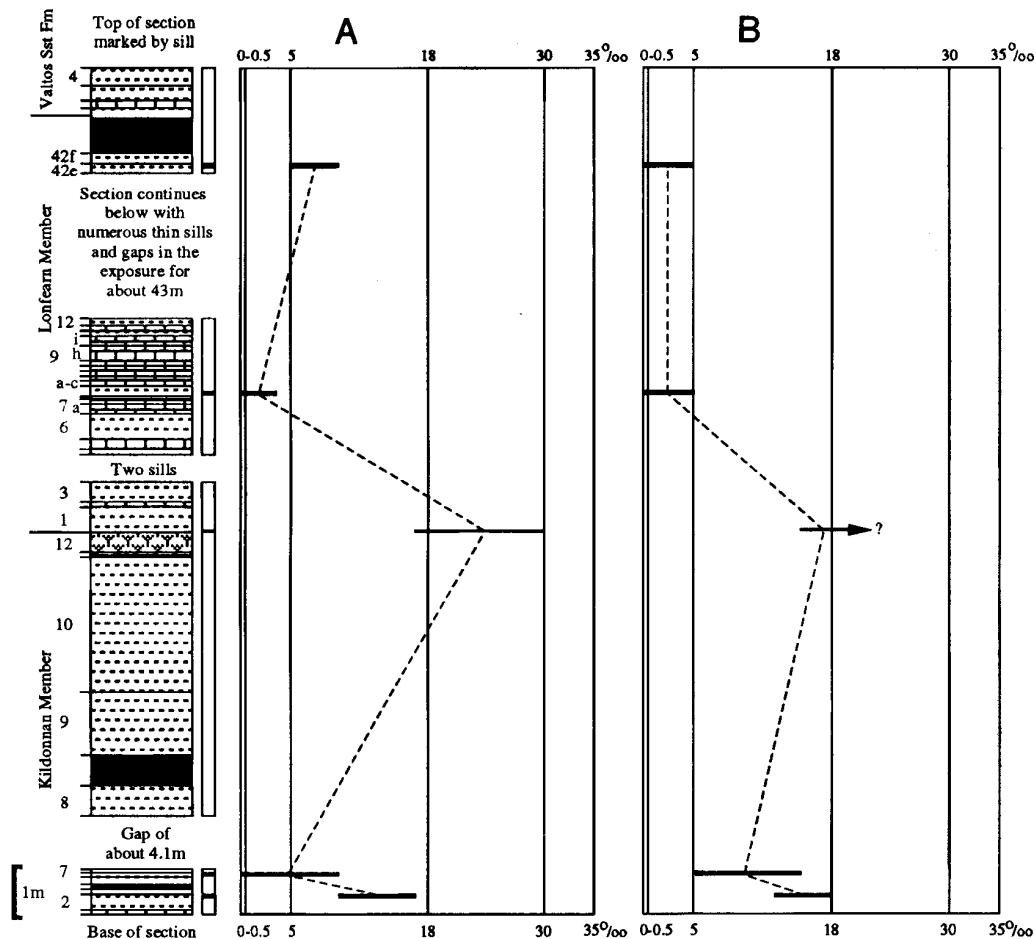 Top of section
marked by sill
A
B
0-0.5 5 18 30 35°/oo
0-0.5 5 18 30 35°/oo
Valtos Sst Fm
4
42f
42e
Section continues
below with
numerous thin sills
and gaps in the
exposure for
about 43m
Lonfearn Member
12
i
9 h
a-c
7 a
6
Two sills
3
1
?
12
10
Kildonnan Member
9
8
Gap of
about 4.1m
7
1m
2
Base of section
0-0.5 5 18 30 35°/oo
0-0.5 5 18 30 35°/oo